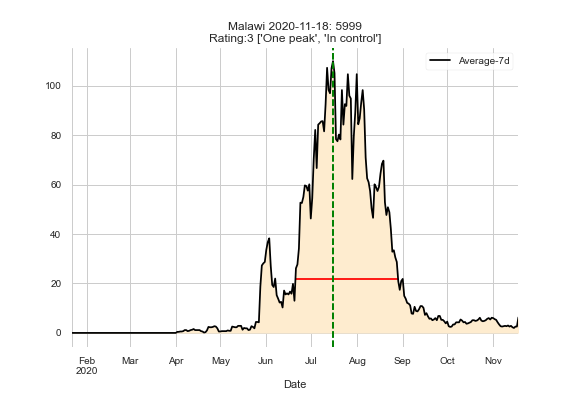 Malawi 2020-11-18: 5999
Rating:3 ['One peak', 'In control']
Average-7d
100
80
60
40
20
0
Feb Mar Apr May Jun Jul Aug Sep Oct Nov
2020
Date